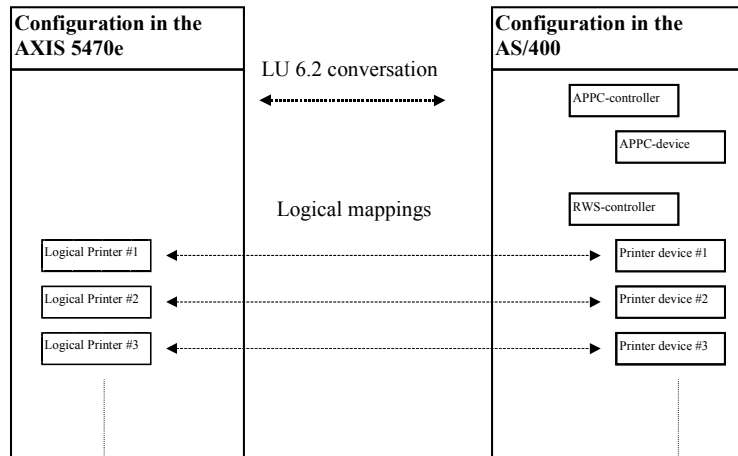 Configuration in the
AXIS 5470e
Configuration in the
AS/400
LU 6.2 conversation
APPC-controller
APPC-device
Logical mappings
RWS-controller
Logical Printer #1
Printer device #1
Logical Printer #2
Printer device #2
Logical Printer #3
Printer device #3